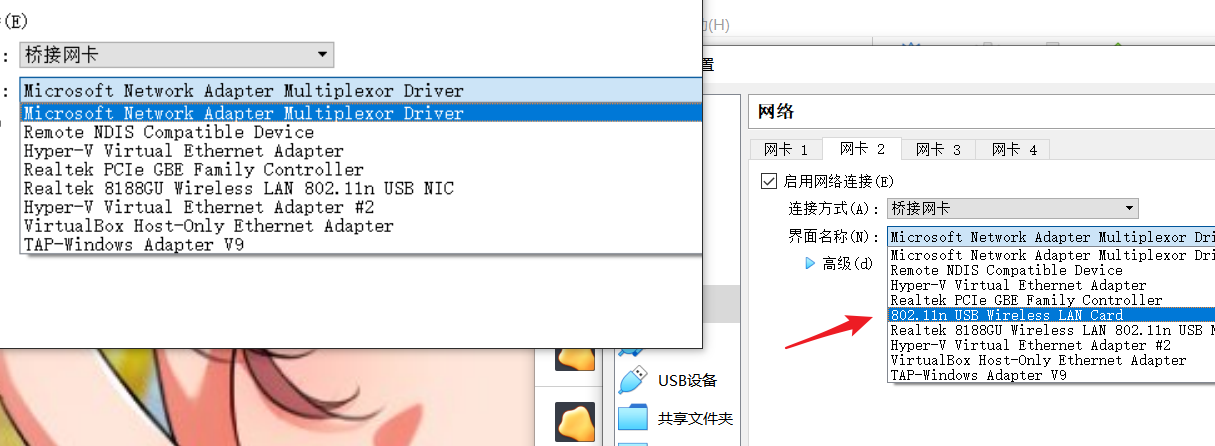 (E)
: 桥接网卡
: Microsoft Network Adapter Multiplexor Driver
Microsoft Network Adapter Multiplexor Driver
Remote NDIS Compatible Device
Hyper-V Virtual Ethernet Adapter
Realtek PCIe GBE Family Controller
Realtek 8188GU Wireless LAN 802.11n USB NIC
Hyper-V Virtual Ethernet Adapter #2
VirtualBox Host-Only Ethernet Adapter
TAP-Windows Adapter V9
(H)
置
网络
网卡 1 网卡 2 网卡 3 网卡 4
启用网络连接(E)
连接方式(A): 桥接网卡
界面名称(N): Microsoft Network Adapter Multiplexor Dri
高级(d)
Microsoft Network Adapter Multiplexor Dri
Remote NDIS Compatible Device
Hyper-V Virtual Ethernet Adapter
Realtek PCIe GBE Family Controller
802.11n USB Wireless LAN Card
Realtek 8188GU Wireless LAN 802.11n USB N
Hyper-V Virtual Ethernet Adapter #2
VirtualBox Host-Only Ethernet Adapter
TAP-Windows Adapter V9
USB设备
共享文件夹